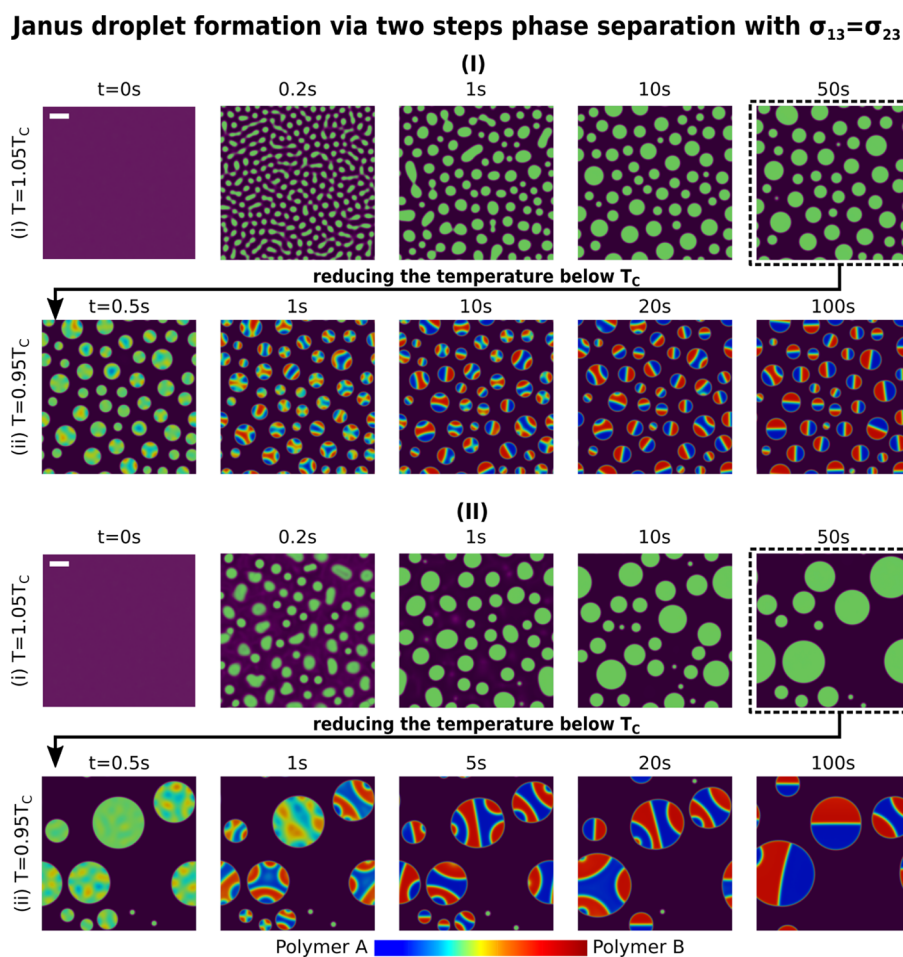 Janus droplet formation via two steps phase separation with σ13=σ23
(I)
t=0s 0.2s 1s 10s 50s
(i) T=1.05TC
reducing the temperature below TC
t=0.5s 1s 10s 20s 100s
(ii) T=0.95TC
(II)
t=0s 0.2s 1s 10s 50s
(i) T=1.05TC
reducing the temperature below TC
t=0.5s 1s 5s 20s 100s
(ii) T=0.95TC
Polymer A Polymer B